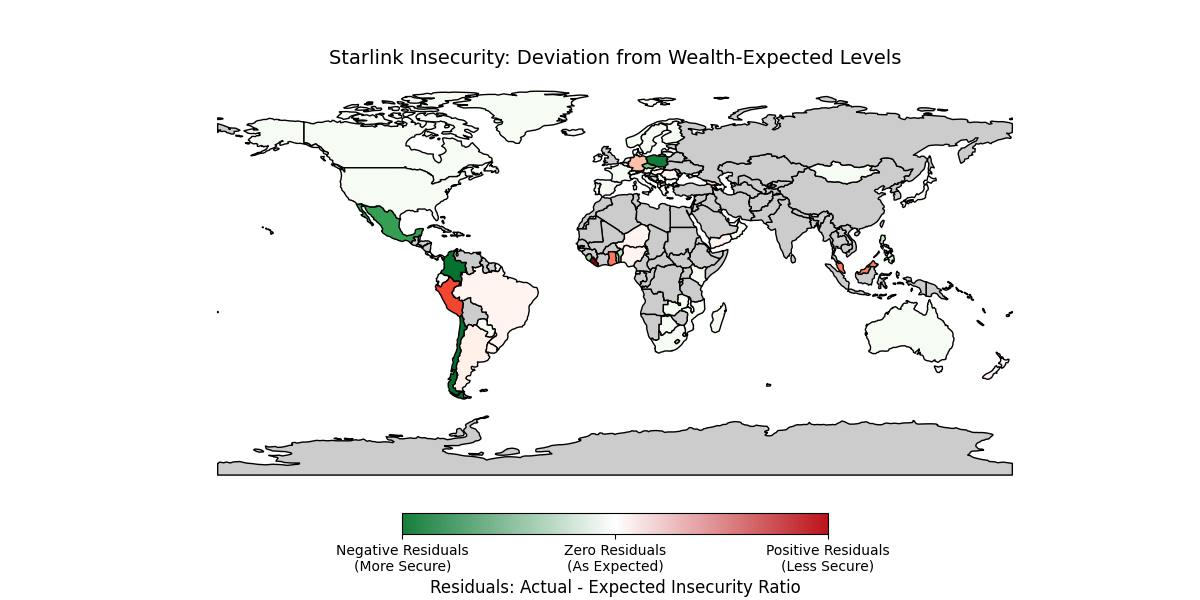 Starlink Insecurity: Deviation from Wealth-Expected Levels
Negative Residuals
(More Secure)
Zero Residuals
(As Expected)
Positive Residuals
(Less Secure)
Residuals: Actual - Expected Insecurity Ratio